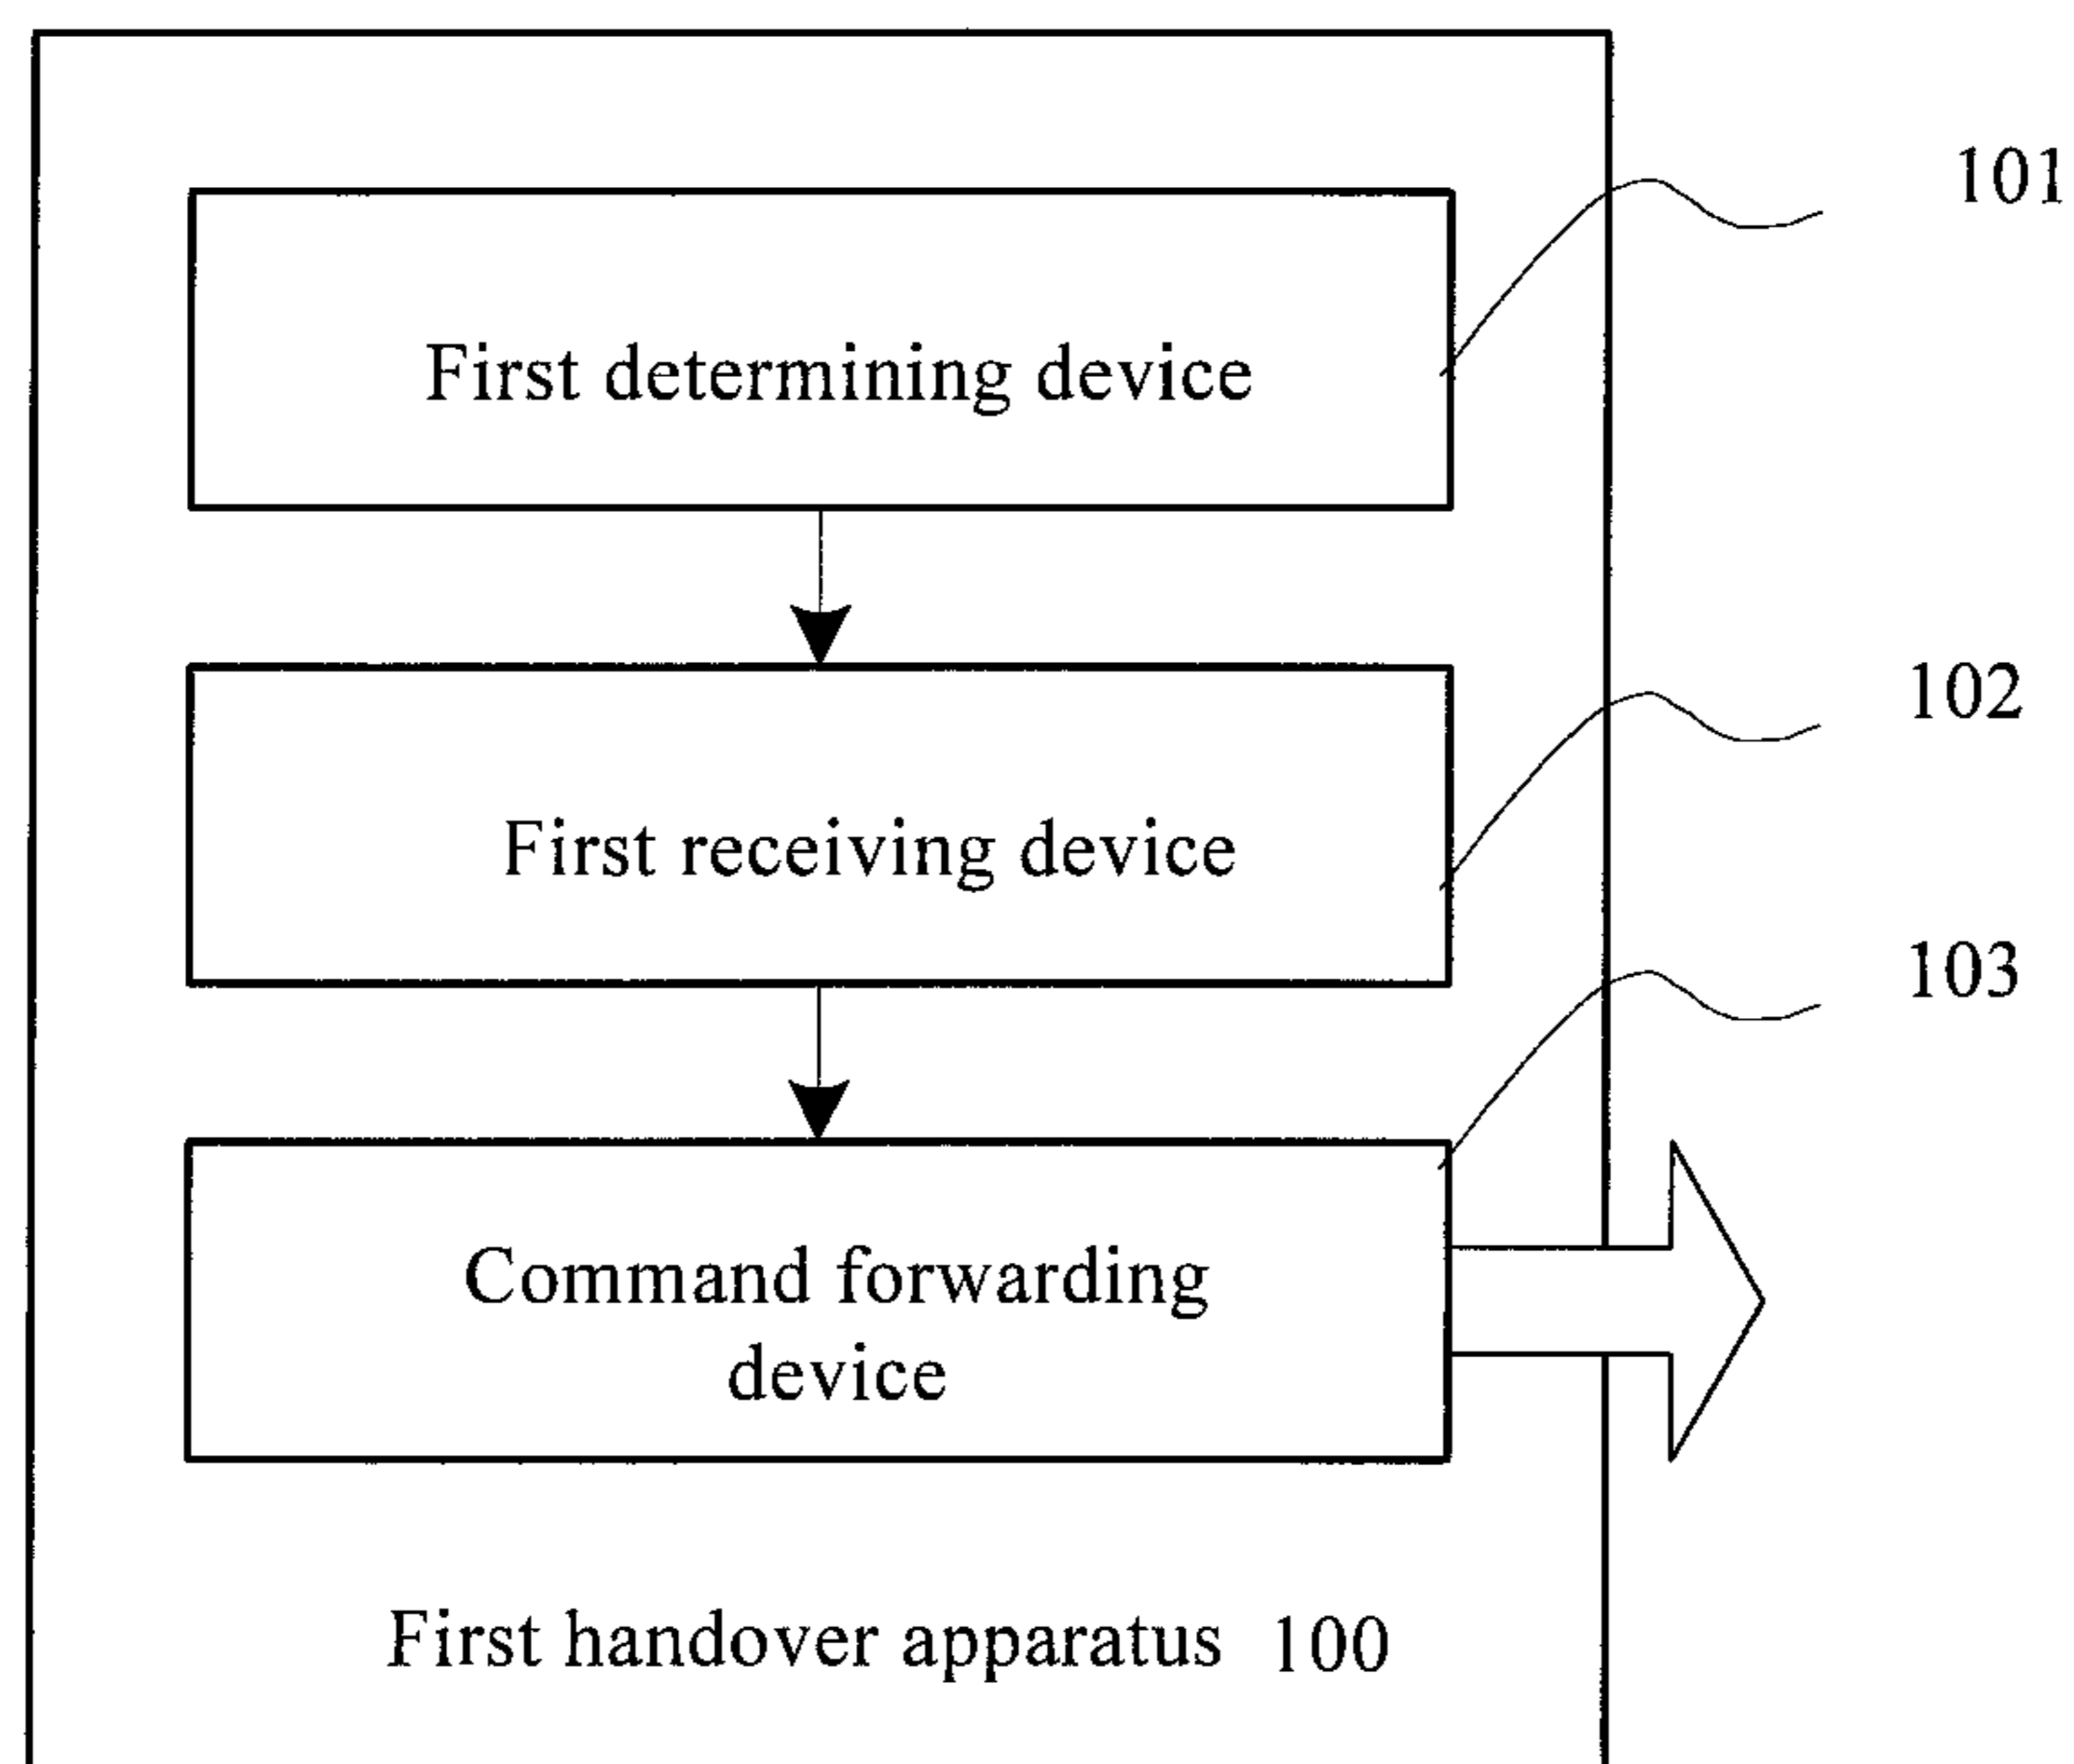 101
First determining device
102
First receiving device
103
Command forwarding
device
First handover apparatus 100